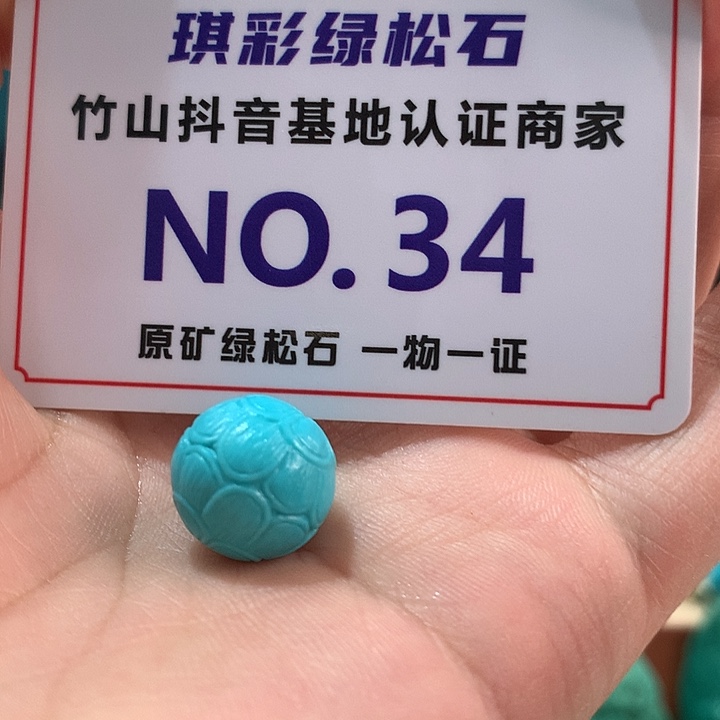 琪彩绿松石
竹山抖音基地认证商家
NO. 34
原矿绿松石 一物一证